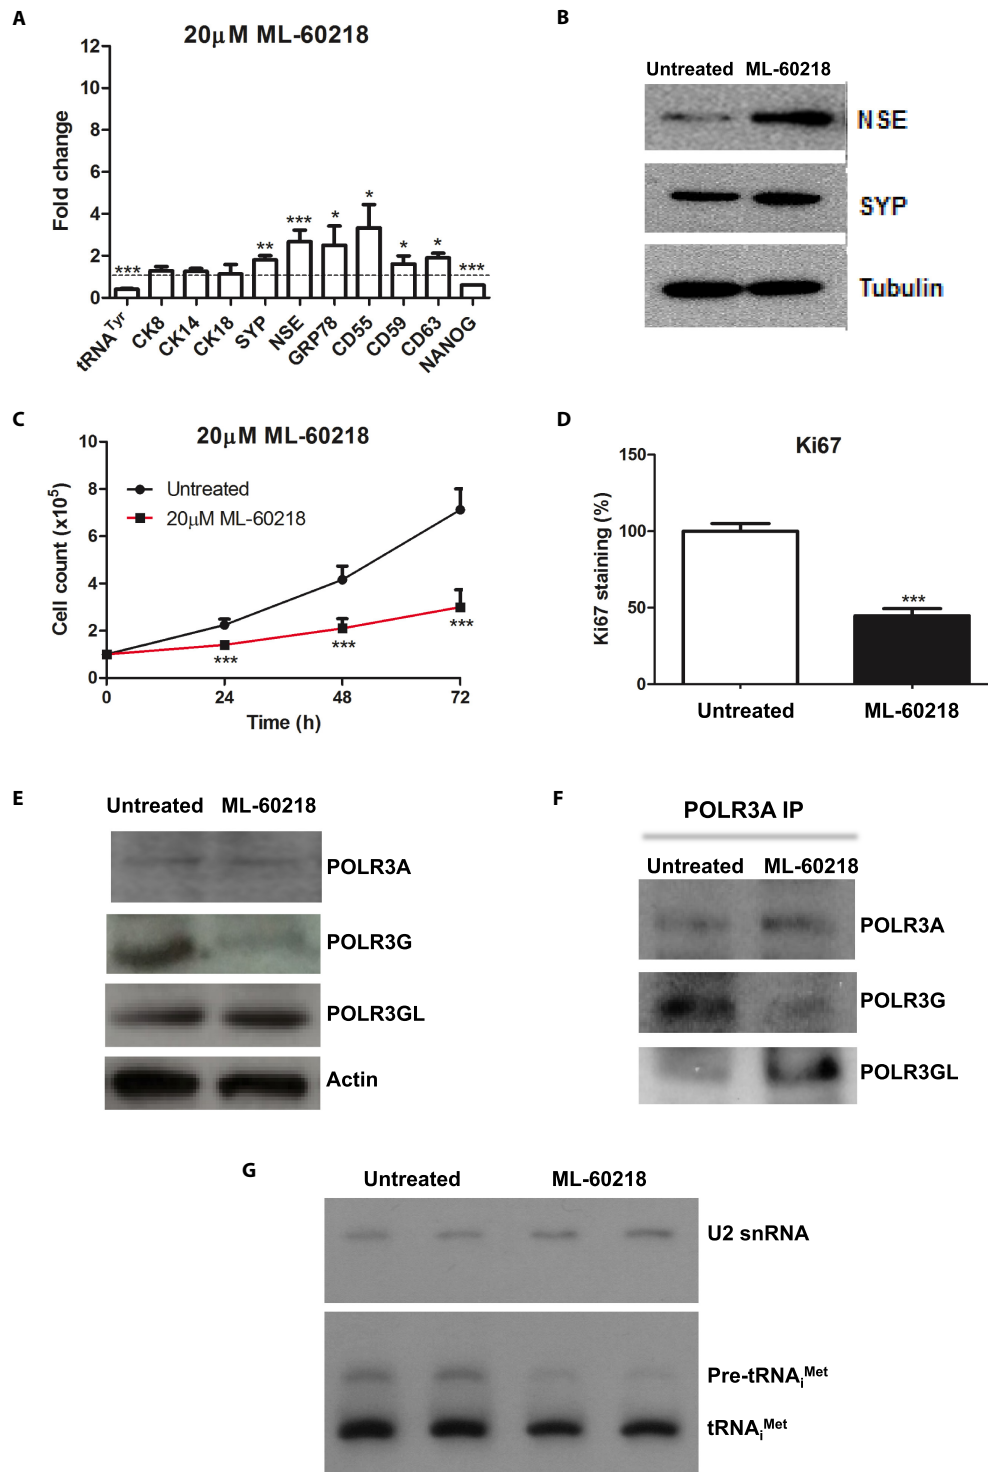 A
20μM ML-60218
12
10
8
6
4
2
0
Fold change
*** ** *** * * * * ***
tRNATyr CK8 CK14 CK18 SYP NSE GRP78 CD55 CD59 CD63 NANOG
B
Untreated ML-60218
NSE
SYP
Tubulin
C
20μM ML-60218
10
8
6
4
2
0
Cell count (x10⁵)
Untreated
20μM ML-60218
*** *** ***
0 24 48 72
Time (h)
D
Ki67
150
100
50
0
Ki67 staining (%)
***
Untreated ML-60218
E
Untreated ML-60218
POLR3A
POLR3G
POLR3GL
Actin
F
POLR3A IP
Untreated ML-60218
POLR3A
POLR3G
POLR3GL
G
Untreated ML-60218
U2 snRNA
Pre-tRNAiMet
tRNAiMet